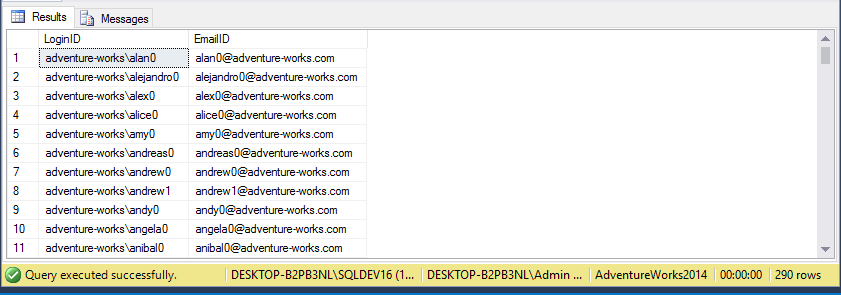 Results Messages
LoginID EmailID
1 adventure-works\alan0 alan0@adventure-works.com
2 adventure-works\alejandro0 alejandro0@adventure-works.com
3 adventure-works\alex0 alex0@adventure-works.com
4 adventure-works\alice0 alice0@adventure-works.com
5 adventure-works\amy0 amy0@adventure-works.com
6 adventure-works\andreas0 andreas0@adventure-works.com
7 adventure-works\andrew0 andrew0@adventure-works.com
8 adventure-works\andrew1 andrew1@adventure-works.com
9 adventure-works\andy0 andy0@adventure-works.com
10 adventure-works\angela0 angela0@adventure-works.com
11 adventure-works\anibal0 anibal0@adventure-works.com
Query executed successfully. DESKTOP-B2PB3NL\SQLDEV16 (1... DESKTOP-B2PB3NL\Admin ... AdventureWorks2014 00:00:00 290 rows